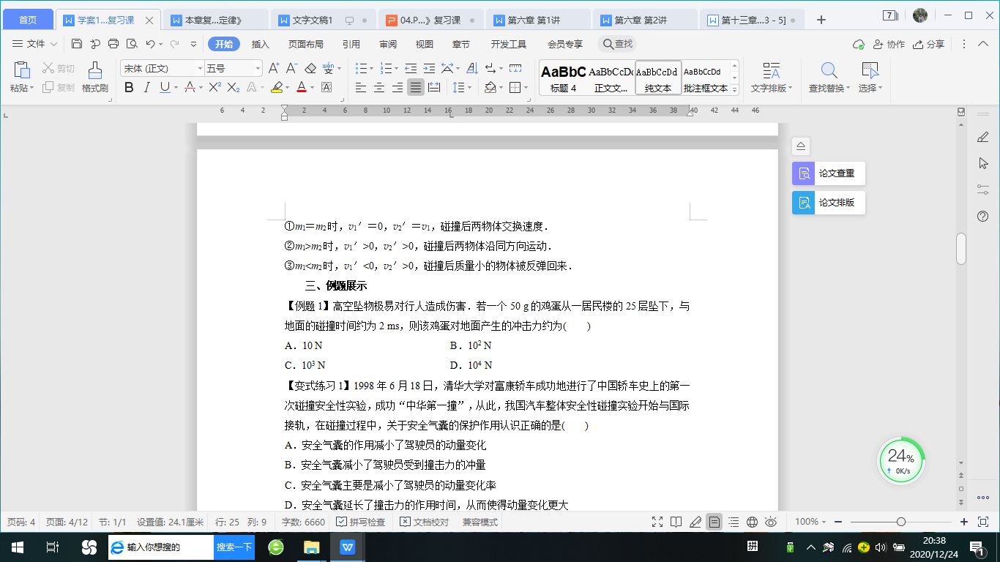 首页 学案1...复习课 本章复...定律》 文字文稿1 04.P...》复习课 第六章 第1讲 第六章 第2讲 第十三章...3－5] 7
文件 开始 插入 页面布局 引用 审阅 视图 章节 开发工具 会员专享 查找 协作 分享
粘贴 剪切 复制 格式刷 宋体 (正文) 五号 AaBbC AaBbCcDc AaBbCcDd AaBbCcDd 文字排版 查找替换 选择
标题 4 正文文... 纯文本 批注框文本
6 4 2 2 4 6 8 10 12 14 16 18 20 22 24 26 28 30 32 34 36 38 40 42 44 46
论文查重
论文排版
①m1＝m2时，v1′＝0，v2′＝v1，碰撞后两物体交换速度．
②m1>m2时，v1′>0，v2′>0，碰撞后两物体沿同方向运动．
③m1<m2时，v1′<0，v2′>0，碰撞后质量小的物体被反弹回来．
三、例题展示
【例题 1】高空坠物极易对行人造成伤害．若一个 50 g 的鸡蛋从一居民楼的 25 层坠下，与
地面的碰撞时间约为 2 ms，则该鸡蛋对地面产生的冲击力约为(　　)
A．10 N B．10² N
C．10³ N D．10⁴ N
【变式练习 1】1998 年 6 月 18 日，清华大学对富康轿车成功地进行了中国轿车史上的第一
次碰撞安全性实验，成功“中华第一撞”，从此，我国汽车整体安全性碰撞实验开始与国际
接轨，在碰撞过程中，关于安全气囊的保护作用认识正确的是(　　)
A．安全气囊的作用减小了驾驶员的动量变化
B．安全气囊减小了驾驶员受到撞击力的冲量
C．安全气囊主要是减小了驾驶员的动量变化率
D．安全气囊延长了撞击力的作用时间，从而使得动量变化更大
24%
0K/s
页码: 4 页面: 4/12 节: 1/1 设置值: 24.1厘米 行: 25 列: 9 字数: 6660 拼写检查 文档校对 兼容模式 100%
输入你想搜的 搜索一下 拼 20:38
2020/12/24 1